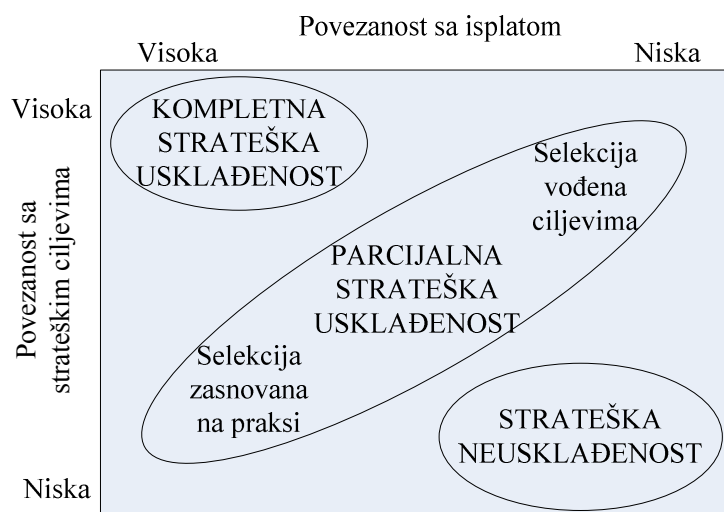 Povezanost sa isplatom
Visoka
Niska
Visoka
KOMPLETNA
STRATEŠKA
USKLAĐENOST
Selekcija
vođena
ciljevima
Povezanost sa
strateškim ciljevima
PARCIJALNA
STRATEŠKA
USKLAĐENOST
Selekcija
zasnovana
na praksi
STRATEŠKA
NEUSKLAĐENOST
Niska